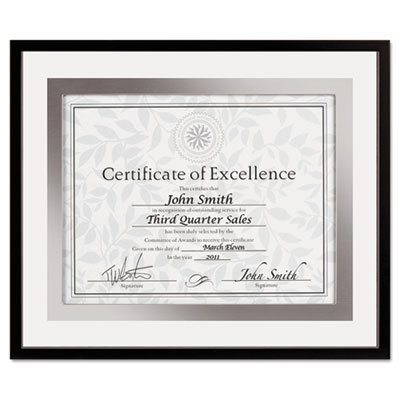 Certificate of Excellence
This certifies that
John Smith
in recognition of outstanding service for
Third Quarter Sales
has been duly selected by the
Committee of Awards to receive this certificate
Given on this day of March Eleven
In the year 2011
John Smith
Signature Signature